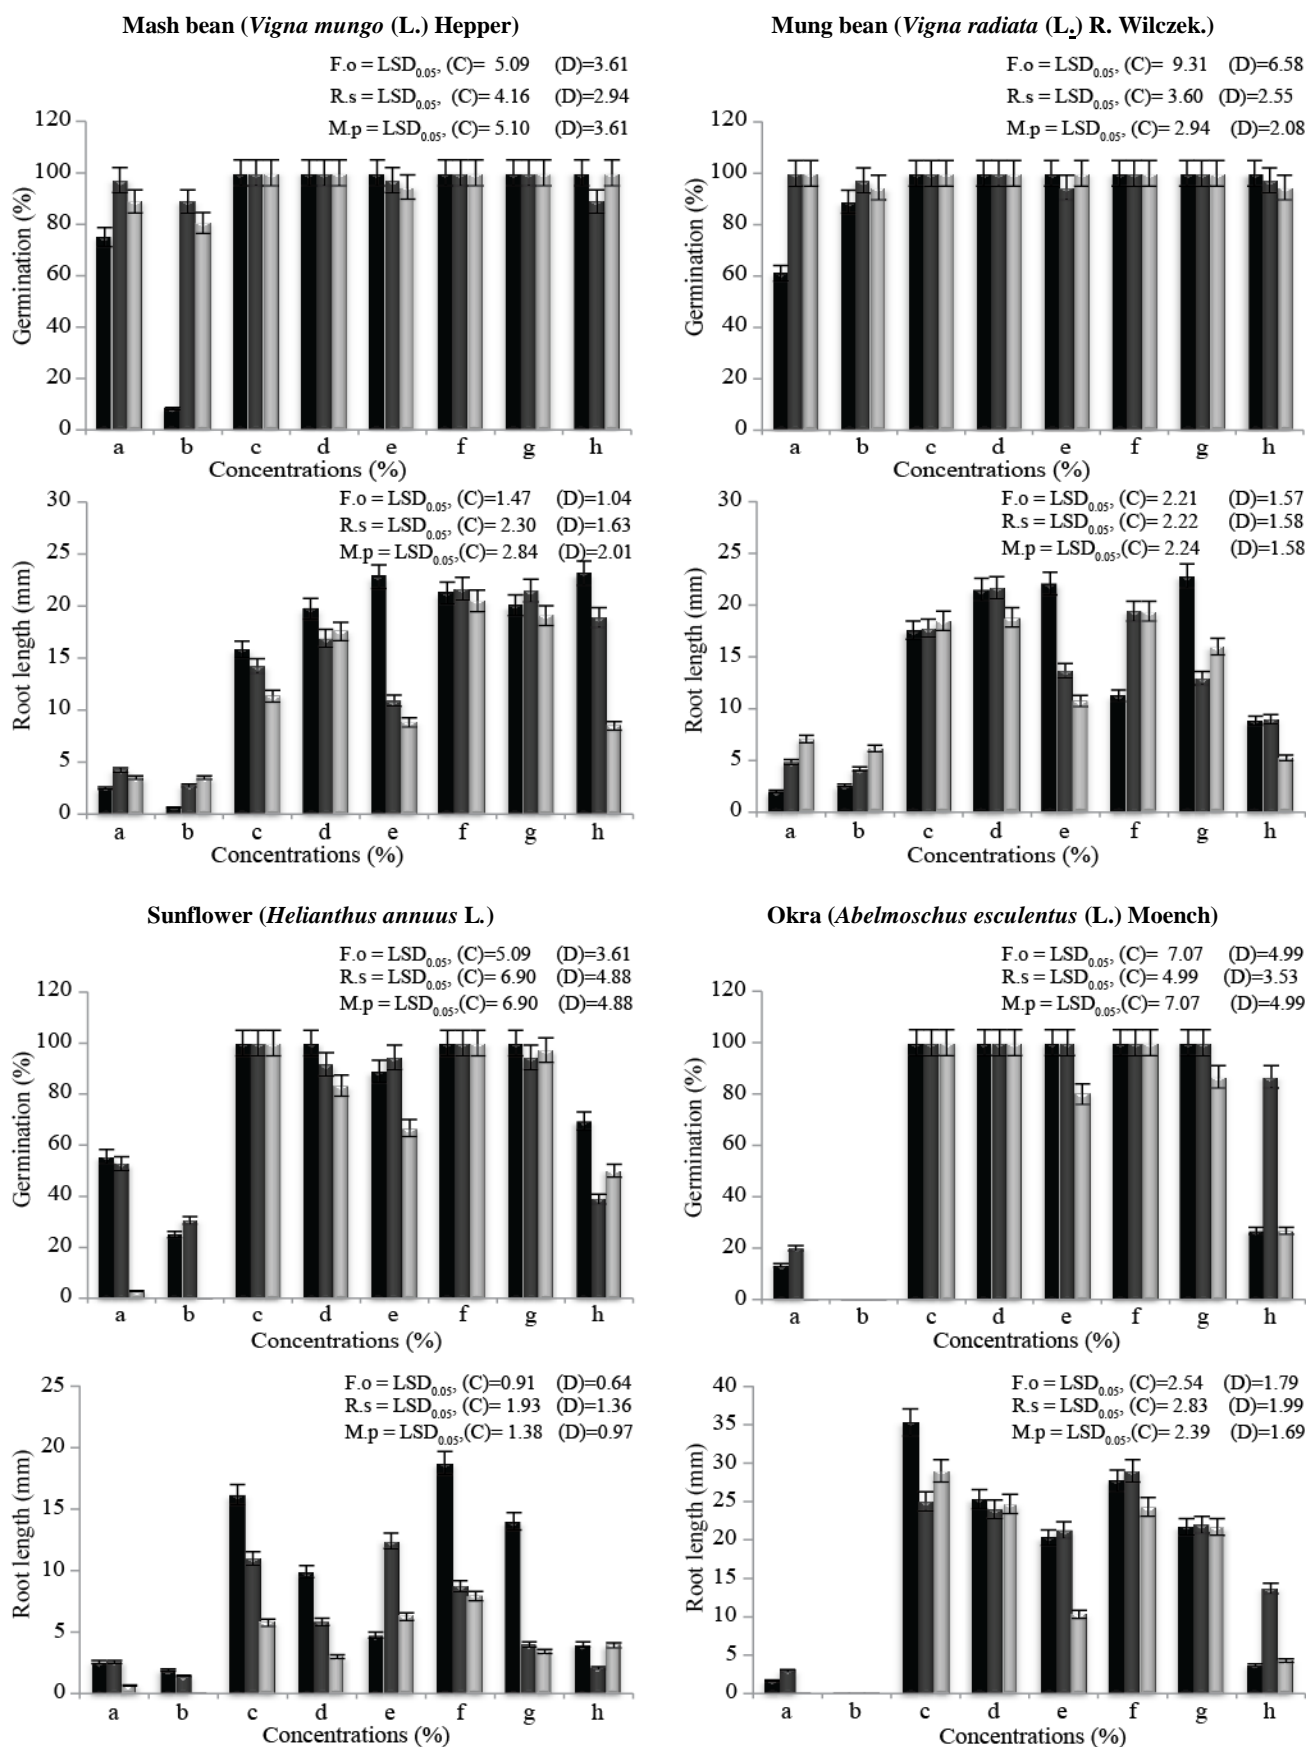 Mash bean (Vigna mungo (L.) Hepper)
F.o = LSD0.05, (C)= 5.09 (D)=3.61
R.s = LSD0.05, (C)= 4.16 (D)=2.94
M.p = LSD0.05, (C)= 5.10 (D)=3.61
Germination (%)
120
100
80
60
40
20
0
a b c d e f g h
Concentrations (%)
Mung bean (Vigna radiata (L.) R. Wilczek.)
F.o = LSD0.05, (C)= 9.31 (D)=6.58
R.s = LSD0.05, (C)= 3.60 (D)=2.55
M.p = LSD0.05, (C)= 2.94 (D)=2.08
Germination (%)
120
100
80
60
40
20
0
a b c d e f g h
Concentrations (%)
F.o = LSD0.05, (C)=1.47 (D)=1.04
R.s = LSD0.05, (C)= 2.30 (D)=1.63
M.p = LSD0.05,(C)= 2.84 (D)=2.01
Root length (mm)
30
25
20
15
10
5
0
a b c d e f g h
Concentrations (%)
F.o = LSD0.05, (C)= 2.21 (D)=1.57
R.s = LSD0.05, (C)= 2.22 (D)=1.58
M.p = LSD0.05, (C)= 2.24 (D)=1.58
Root length (mm)
30
25
20
15
10
5
0
a b c d e f g h
Concentrations (%)
Sunflower (Helianthus annuus L.)
F.o = LSD0.05, (C)=5.09 (D)=3.61
R.s = LSD0.05, (C)= 6.90 (D)=4.88
M.p = LSD0.05,(C)= 6.90 (D)=4.88
Germination (%)
120
100
80
60
40
20
0
a b c d e f g h
Concentrations (%)
Okra (Abelmoschus esculentus (L.) Moench)
F.o = LSD0.05, (C)= 7.07 (D)=4.99
R.s = LSD0.05, (C)= 4.99 (D)=3.53
M.p = LSD0.05, (C)= 7.07 (D)=4.99
Germination (%)
120
100
80
60
40
20
0
a b c d e f g h
Concentrations (%)
F.o = LSD0.05, (C)=0.91 (D)=0.64
R.s = LSD0.05, (C)= 1.93 (D)=1.36
M.p = LSD0.05,(C)= 1.38 (D)=0.97
Root length (mm)
25
20
15
10
5
0
a b c d e f g h
Concentrations (%)
F.o = LSD0.05, (C)=2.54 (D)=1.79
R.s = LSD0.05, (C)= 2.83 (D)=1.99
M.p = LSD0.05,(C)= 2.39 (D)=1.69
Root length (mm)
40
35
30
25
20
15
10
5
0
a b c d e f g h
Concentrations (%)